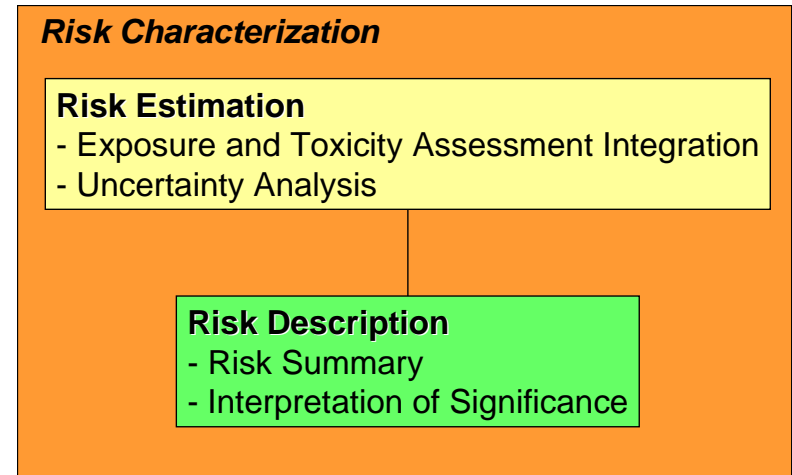 Risk Characterization
Risk Estimation
- Exposure and Toxicity Assessment Integration
- Uncertainty Analysis
Risk Description
- Risk Summary
- Interpretation of Significance